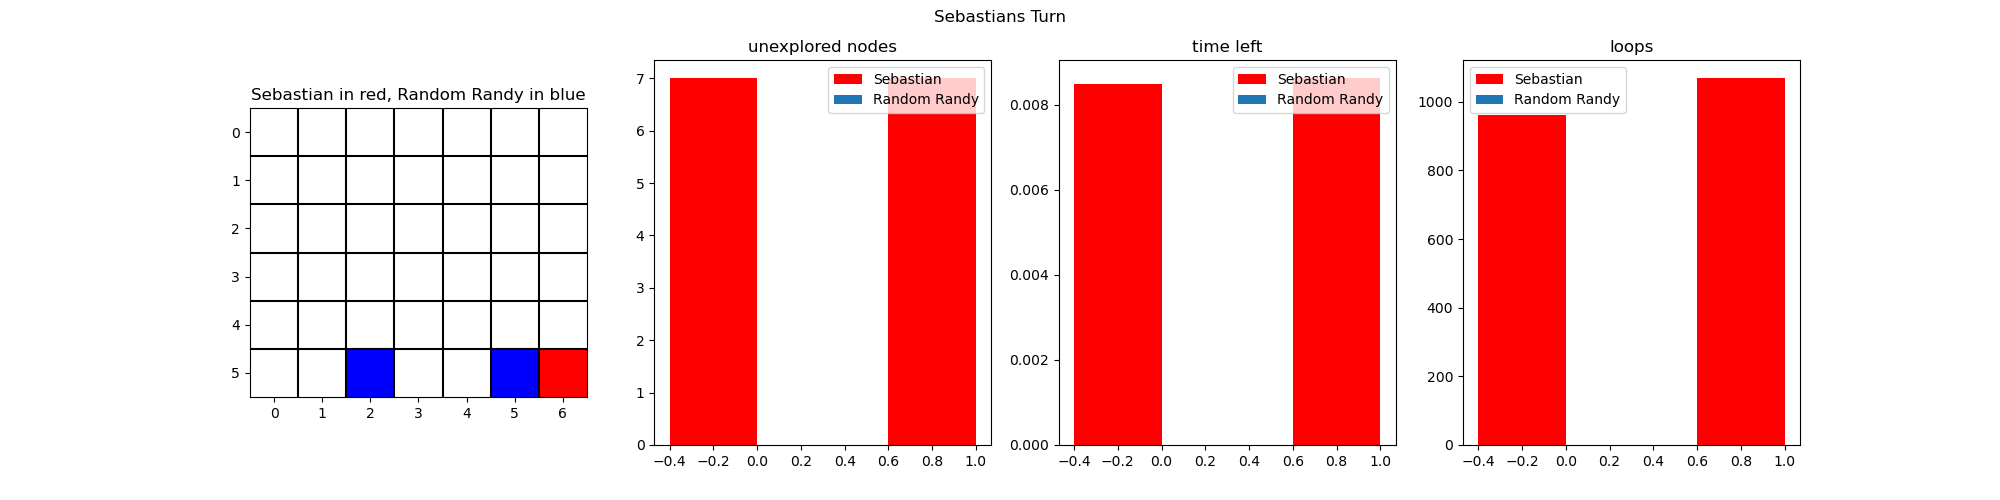 Sebastians Turn
Sebastian in red, Random Randy in blue
0
1
2
3
4
5
0 1 2 3 4 5 6
unexplored nodes
7
6
5
4
3
2
1
0
−0.4 −0.2 0.0 0.2 0.4 0.6 0.8 1.0
Sebastian
Random Randy
time left
0.008
0.006
0.004
0.002
0.000
−0.4 −0.2 0.0 0.2 0.4 0.6 0.8 1.0
Sebastian
Random Randy
loops
1000
800
600
400
200
0
−0.4 −0.2 0.0 0.2 0.4 0.6 0.8 1.0
Sebastian
Random Randy